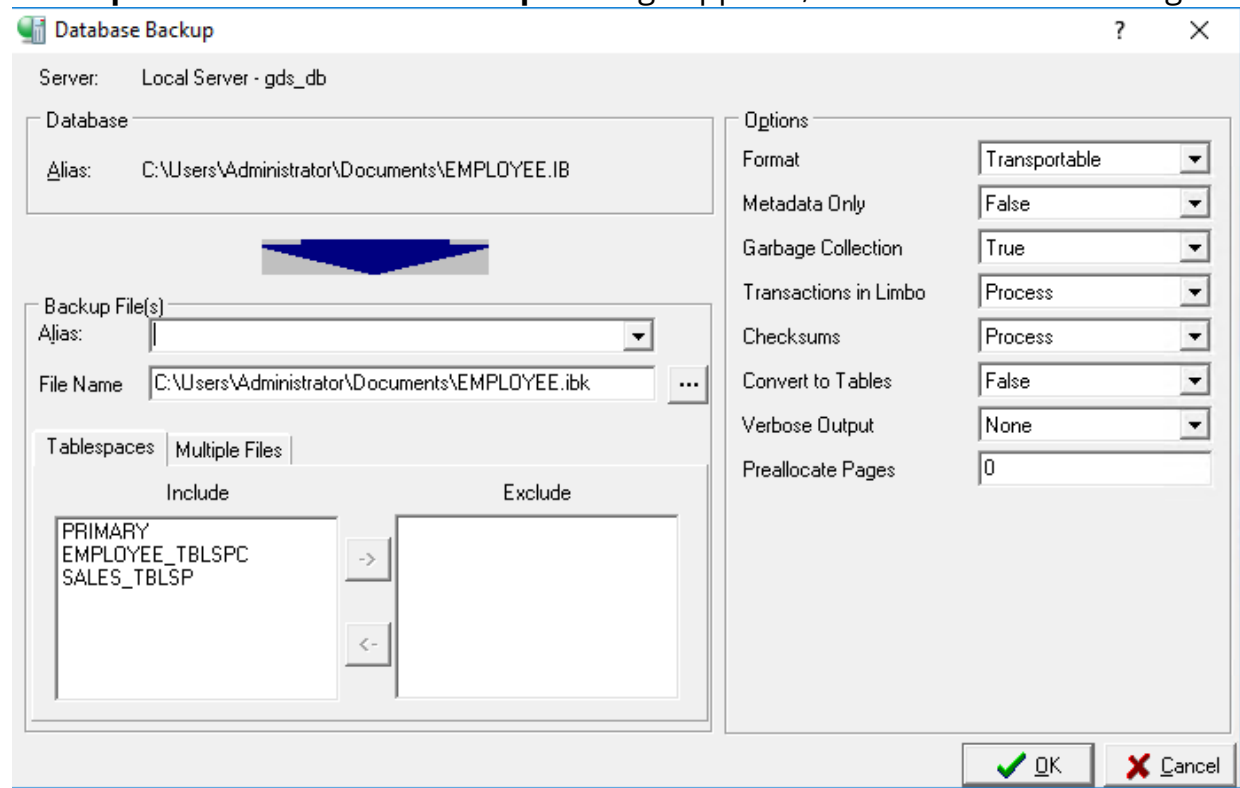 Database Backup ?
Server: Local Server - gds_db
Database
Alias: C:\Users\Administrator\Documents\EMPLOYEE.IB
Backup File(s)
Alias:
File Name C:\Users\Administrator\Documents\EMPLOYEE.ibk ...
Tablespaces Multiple Files
Include Exclude
PRIMARY
EMPLOYEE_TBLSPC
SALES_TBLSP
->
<-
Options
Format Transportable
Metadata Only False
Garbage Collection True
Transactions in Limbo Process
Checksums Process
Convert to Tables False
Verbose Output None
Preallocate Pages 0
OK Cancel